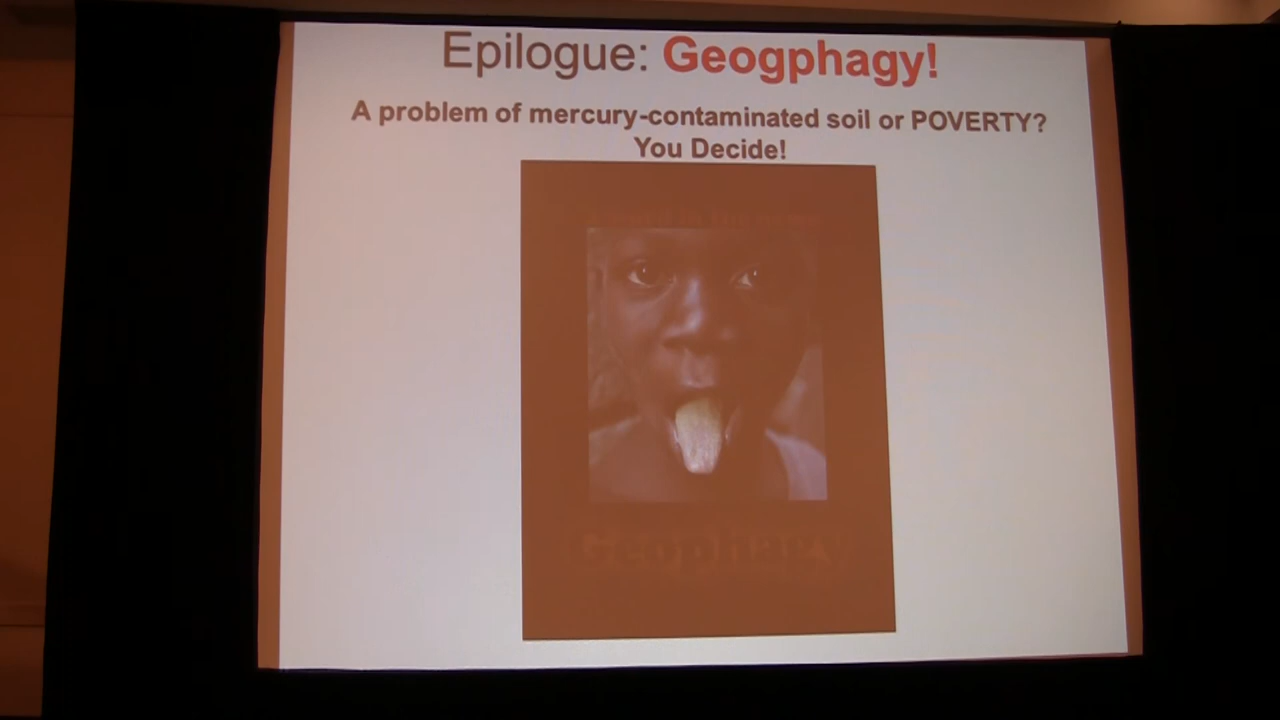 Epilogue: Geogphagy!
A problem of mercury-contaminated soil or POVERTY?
You Decide!